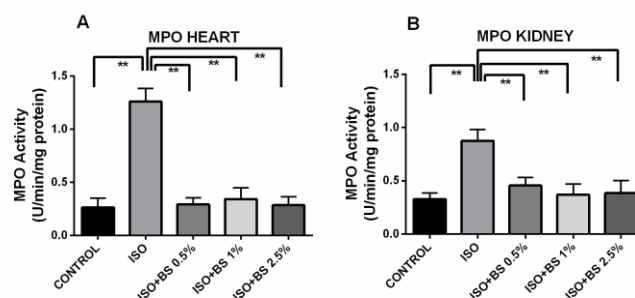 A
MPO HEART
**
**
**
**
MPO Activity
(U/min/mg protein)
1.5
1.0
0.5
0.0
CONTROL
ISO
ISO+BS 0.5%
ISO+BS 1%
ISO+BS 2.5%
B
MPO KIDNEY
**
**
**
**
MPO Activity
(U/min/mg protein)
1.5
1.0
0.5
0.0
CONTROL
ISO
ISO+BS 0.5%
ISO+BS 1%
ISO+BS 2.5%